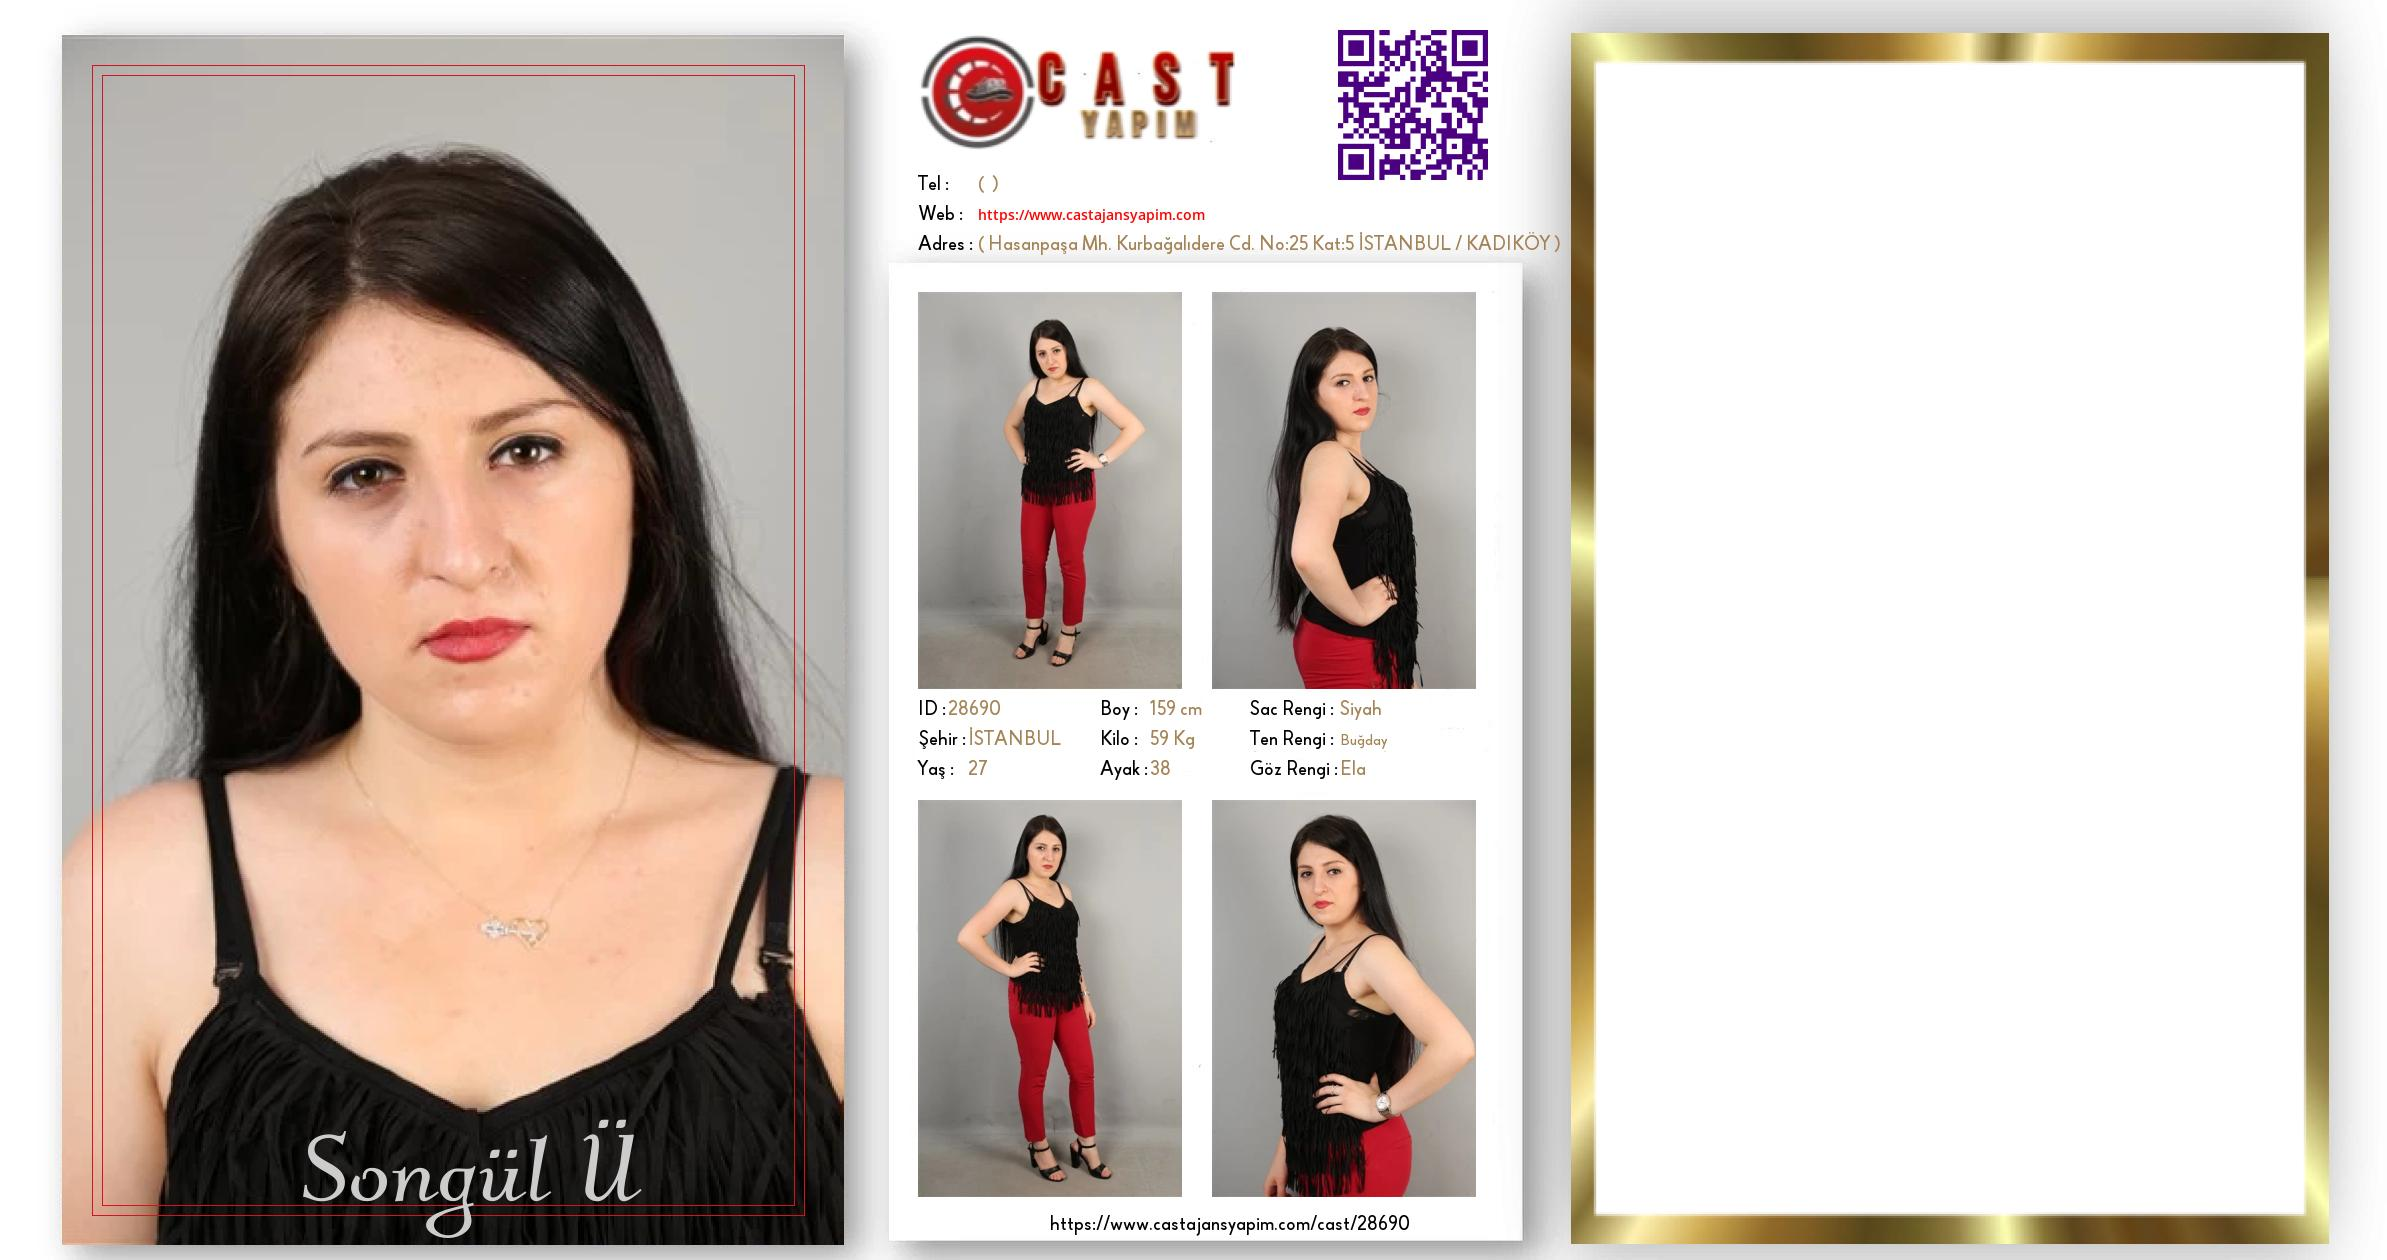 Songül Ü
CAST
YAPIM
Tel : ( )
Web : https://www.castajansyapim.com
Adres : ( Hasanpaşa Mh. Kurbağalıdere Cd. No:25 Kat:5 İSTANBUL / KADIKÖY )
ID : 28690 Boy : 159 cm Sac Rengi : Siyah
Şehir : İSTANBUL Kilo : 59 Kg Ten Rengi : Buğday
Yaş : 27 Ayak : 38 Göz Rengi : Ela
https://www.castajansyapim.com/cast/28690